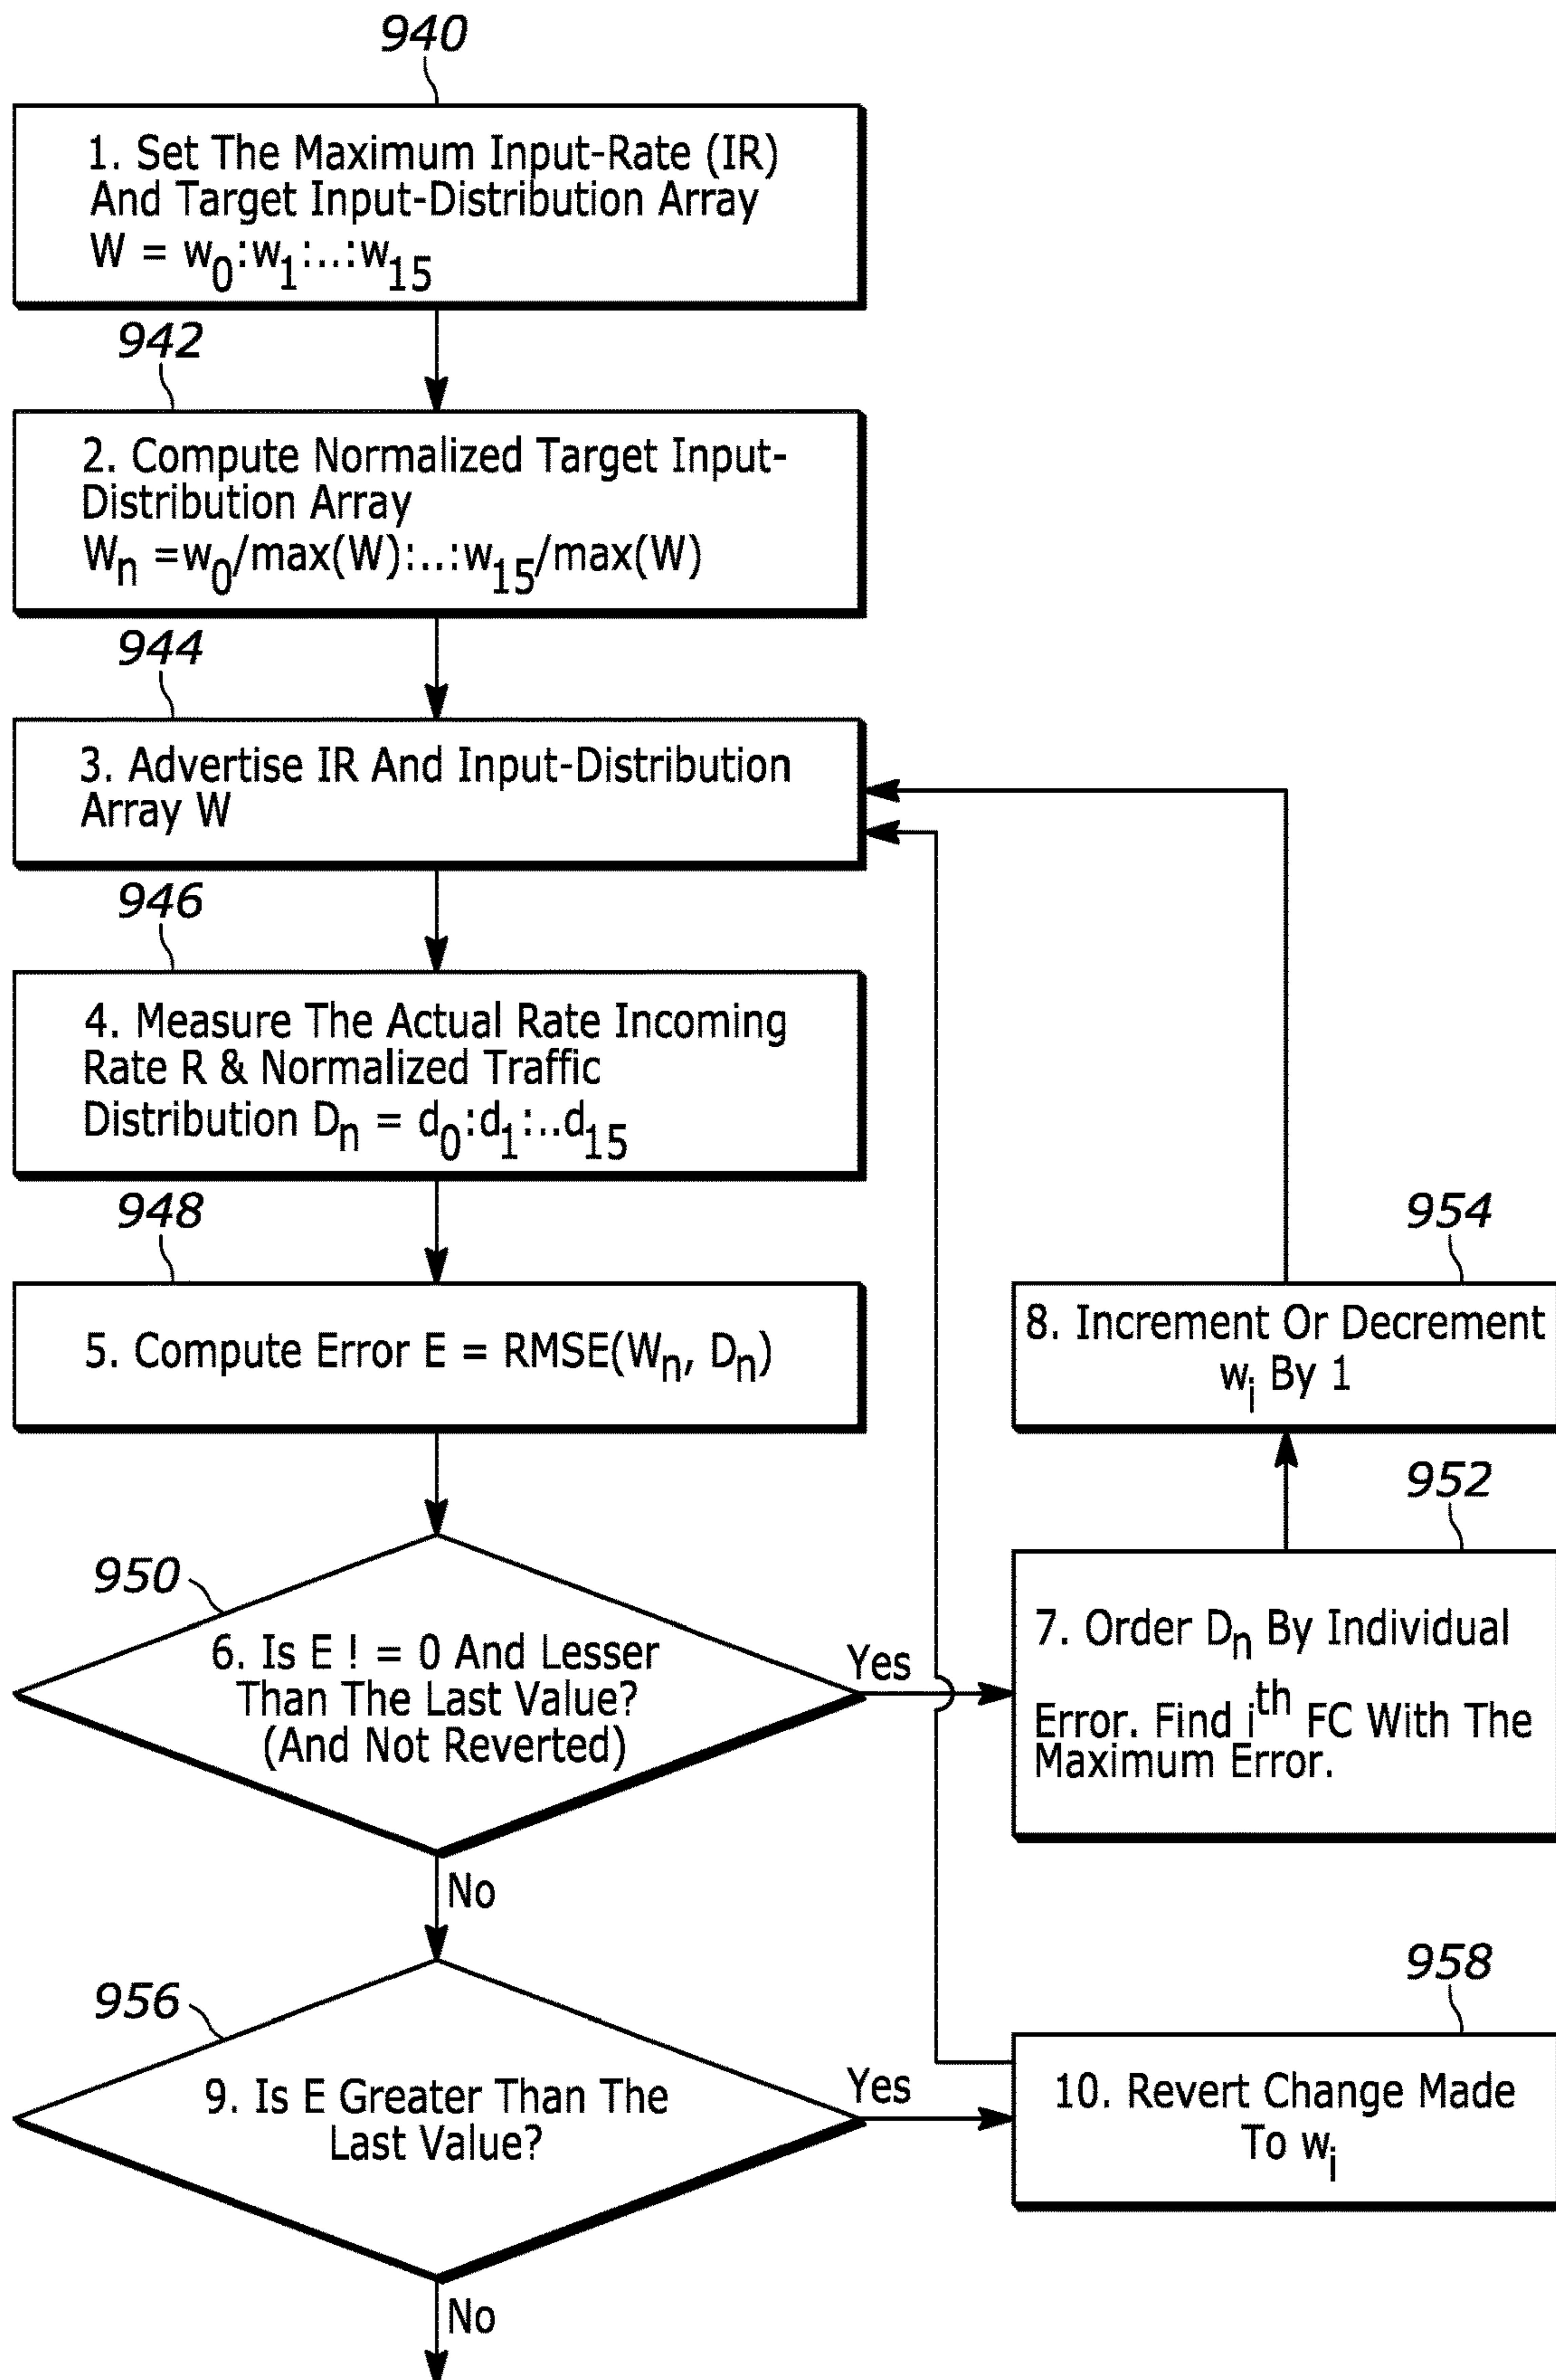 940
1. Set The Maximum Input-Rate (IR)
And Target Input-Distribution Array
W = w0:w1:..:w15
942
2. Compute Normalized Target Input-
Distribution Array
Wn =w0/max(W):..:w15/max(W)
944
3. Advertise IR And Input-Distribution
Array W
946
4. Measure The Actual Rate Incoming
Rate R & Normalized Traffic
Distribution Dn = d0:d1:..d15
948
5. Compute Error E = RMSE(Wn, Dn)
950
6. Is E ! = 0 And Lesser
Than The Last Value?
(And Not Reverted)
Yes
No
952
7. Order Dn By Individual
Error. Find ith FC With The
Maximum Error.
954
8. Increment Or Decrement
wi By 1
956
9. Is E Greater Than The
Last Value?
Yes
No
958
10. Revert Change Made
To wi